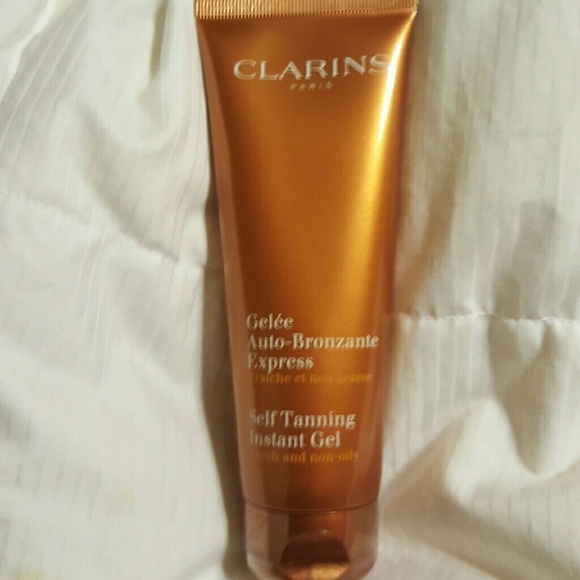 CLARINS
PARIS
Gelée
Auto-Bronzante
Express
Fraîche et non grasse
Self Tanning
Instant Gel
Fresh and non-oily